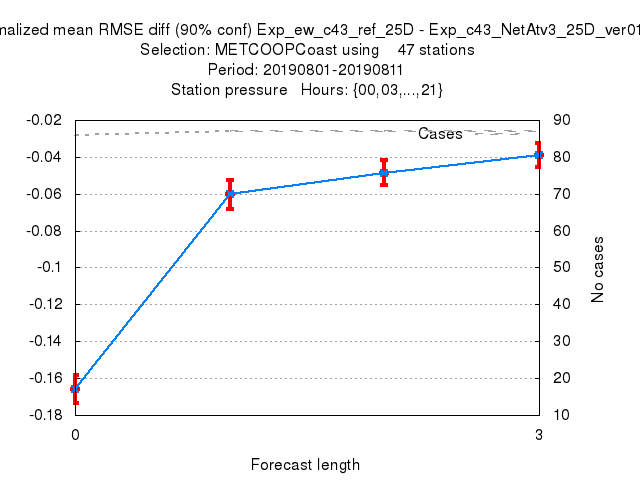 malized mean RMSE diff (90% conf) Exp_ew_c43_ref_25D - Exp_c43_NetAtv3_25D_ver01
Selection: METCOOPCoast using 47 stations
Period: 20190801-20190811
Station pressure Hours: {00,03,...,21}
-0.02 90
Cases
-0.04 80
-0.06 70
-0.08 60
-0.1 50
-0.12 40
-0.14 30
-0.16 20
-0.18 10
No cases
0 3
Forecast length